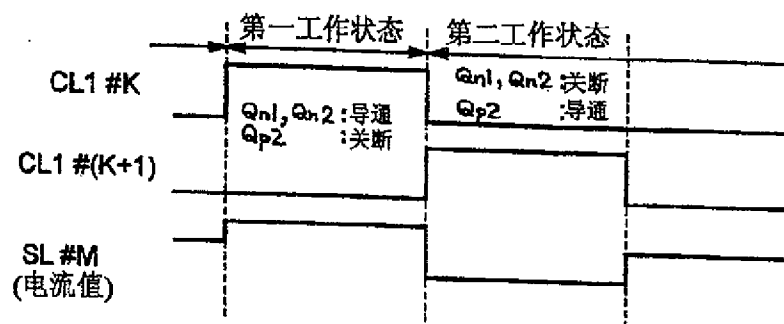 第一工作状态 第二工作状态
CL1 #K
Qn1, Qn2 :导通
Qp2 :关断
Qn1, Qn2 :关断
Qp2 :导通
CL1 #(K+1)
SL #M
(电流值)